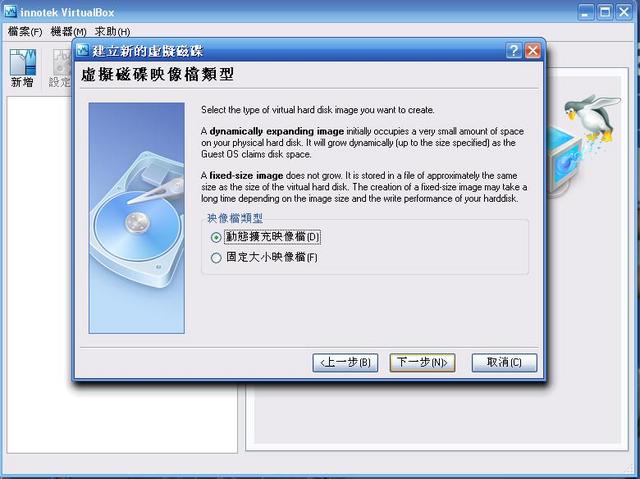 innotek VirtualBox
檔案(F) 機器(M) 求助(H)
新增
設定
建立新的虛擬磁碟
虛擬磁碟映像檔類型
Select the type of virtual hard disk image you want to create.
A dynamically expanding image initially occupies a very small amount of space
on your physical hard disk. It will grow dynamically (up to the size specified) as the
Guest OS claims disk space.
A fixed-size image does not grow. It is stored in a file of approximately the same
size as the size of the virtual hard disk. The creation of a fixed-size image may take a
long time depending on the image size and the write performance of your harddisk.
映像檔類型
動態擴充映像檔(D)
固定大小映像檔(F)
<上一步(B)
下一步(N)>
取消(C)